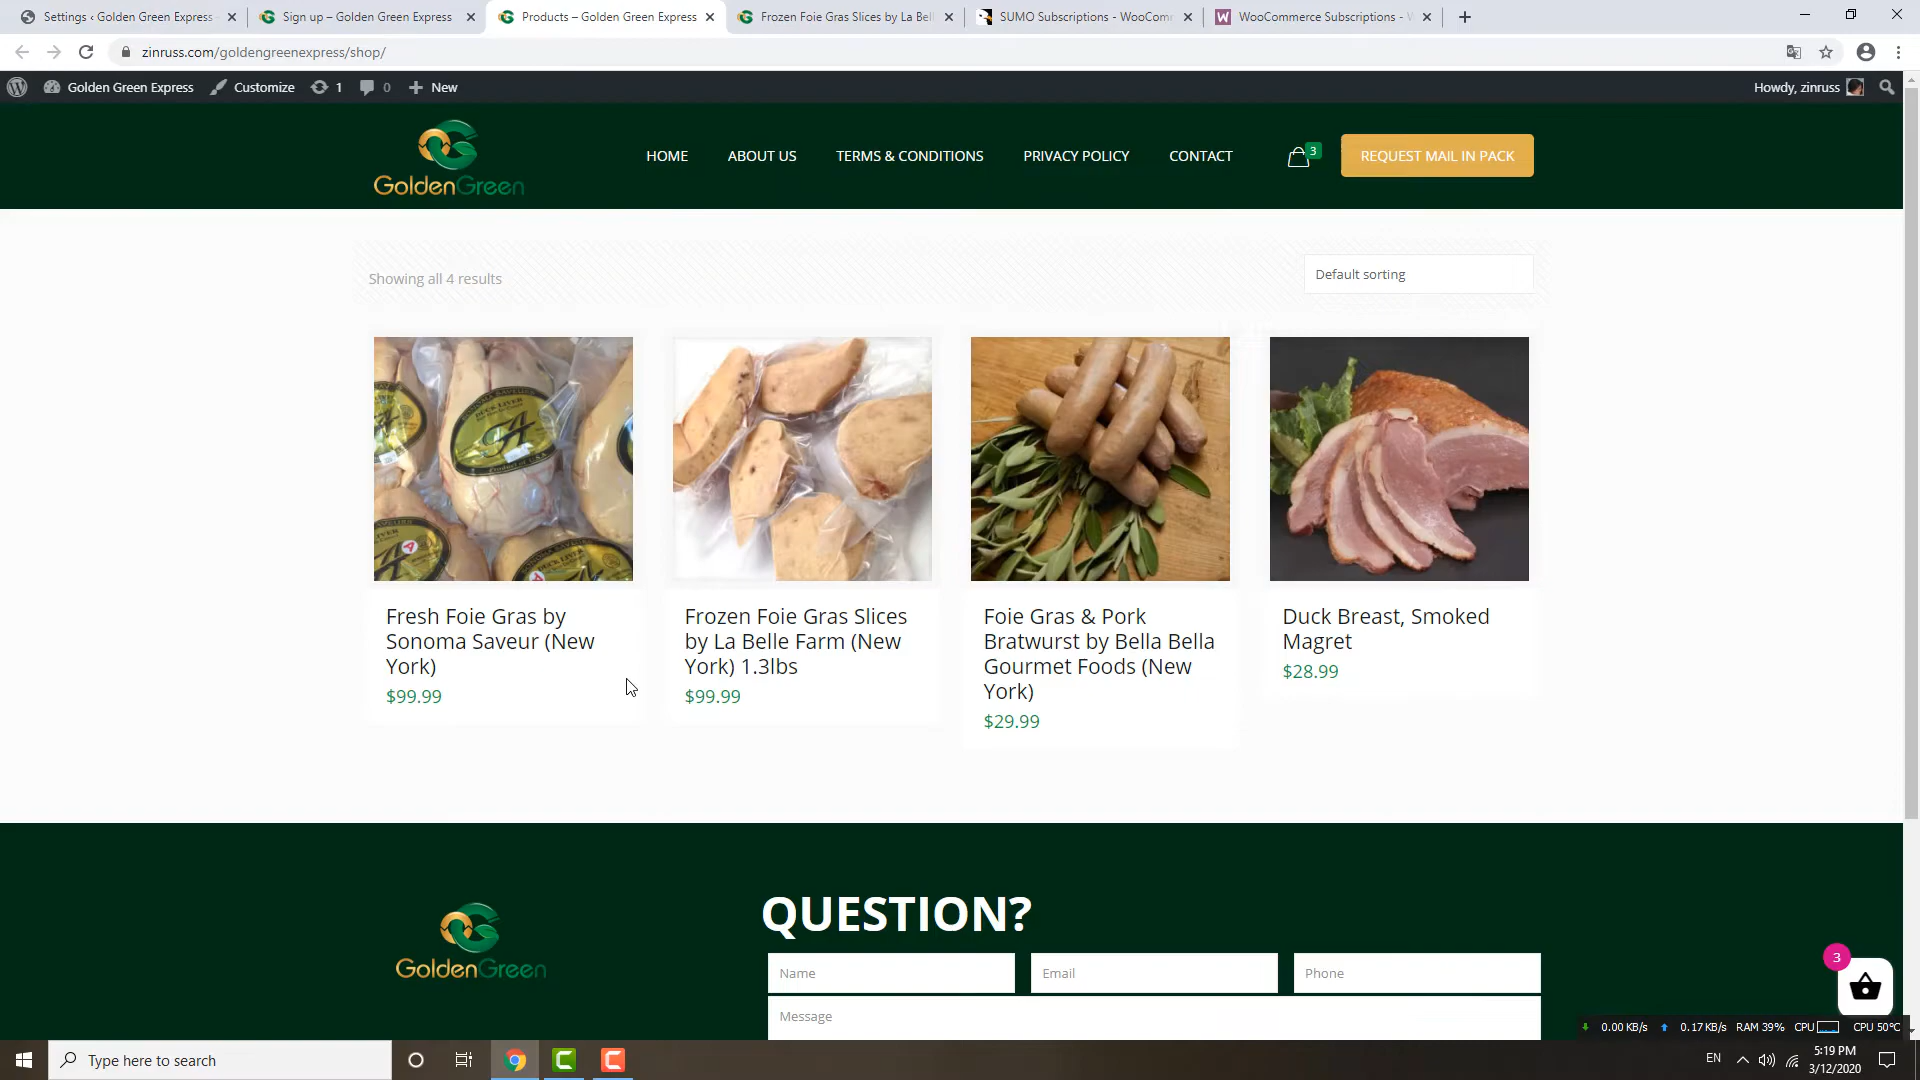 Settings ‹ Golden Green Express
Sign up – Golden Green Express
Products – Golden Green Express
Frozen Foie Gras Slices by La Bel
SUMO Subscriptions - WooComm
WooCommerce Subscriptions -
zinruss.com/goldengreenexpress/shop/
Golden Green Express
Customize
1
0
New
Howdy, zinruss
GoldenGreen
HOME
ABOUT US
TERMS & CONDITIONS
PRIVACY POLICY
CONTACT
3
REQUEST MAIL IN PACK
Showing all 4 results
Default sorting
Fresh Foie Gras by
Sonoma Saveur (New
York)
$99.99
Frozen Foie Gras Slices
by La Belle Farm (New
York) 1.3lbs
$99.99
Foie Gras & Pork
Bratwurst by Bella Bella
Gourmet Foods (New
York)
$29.99
Duck Breast, Smoked
Magret
$28.99
GoldenGreen
QUESTION?
Name
Email
Phone
Message
3
0.00 KB/s
0.17 KB/s
RAM 39%
CPU
CPU 50°C
Type here to search
EN
5:19 PM
3/12/2020